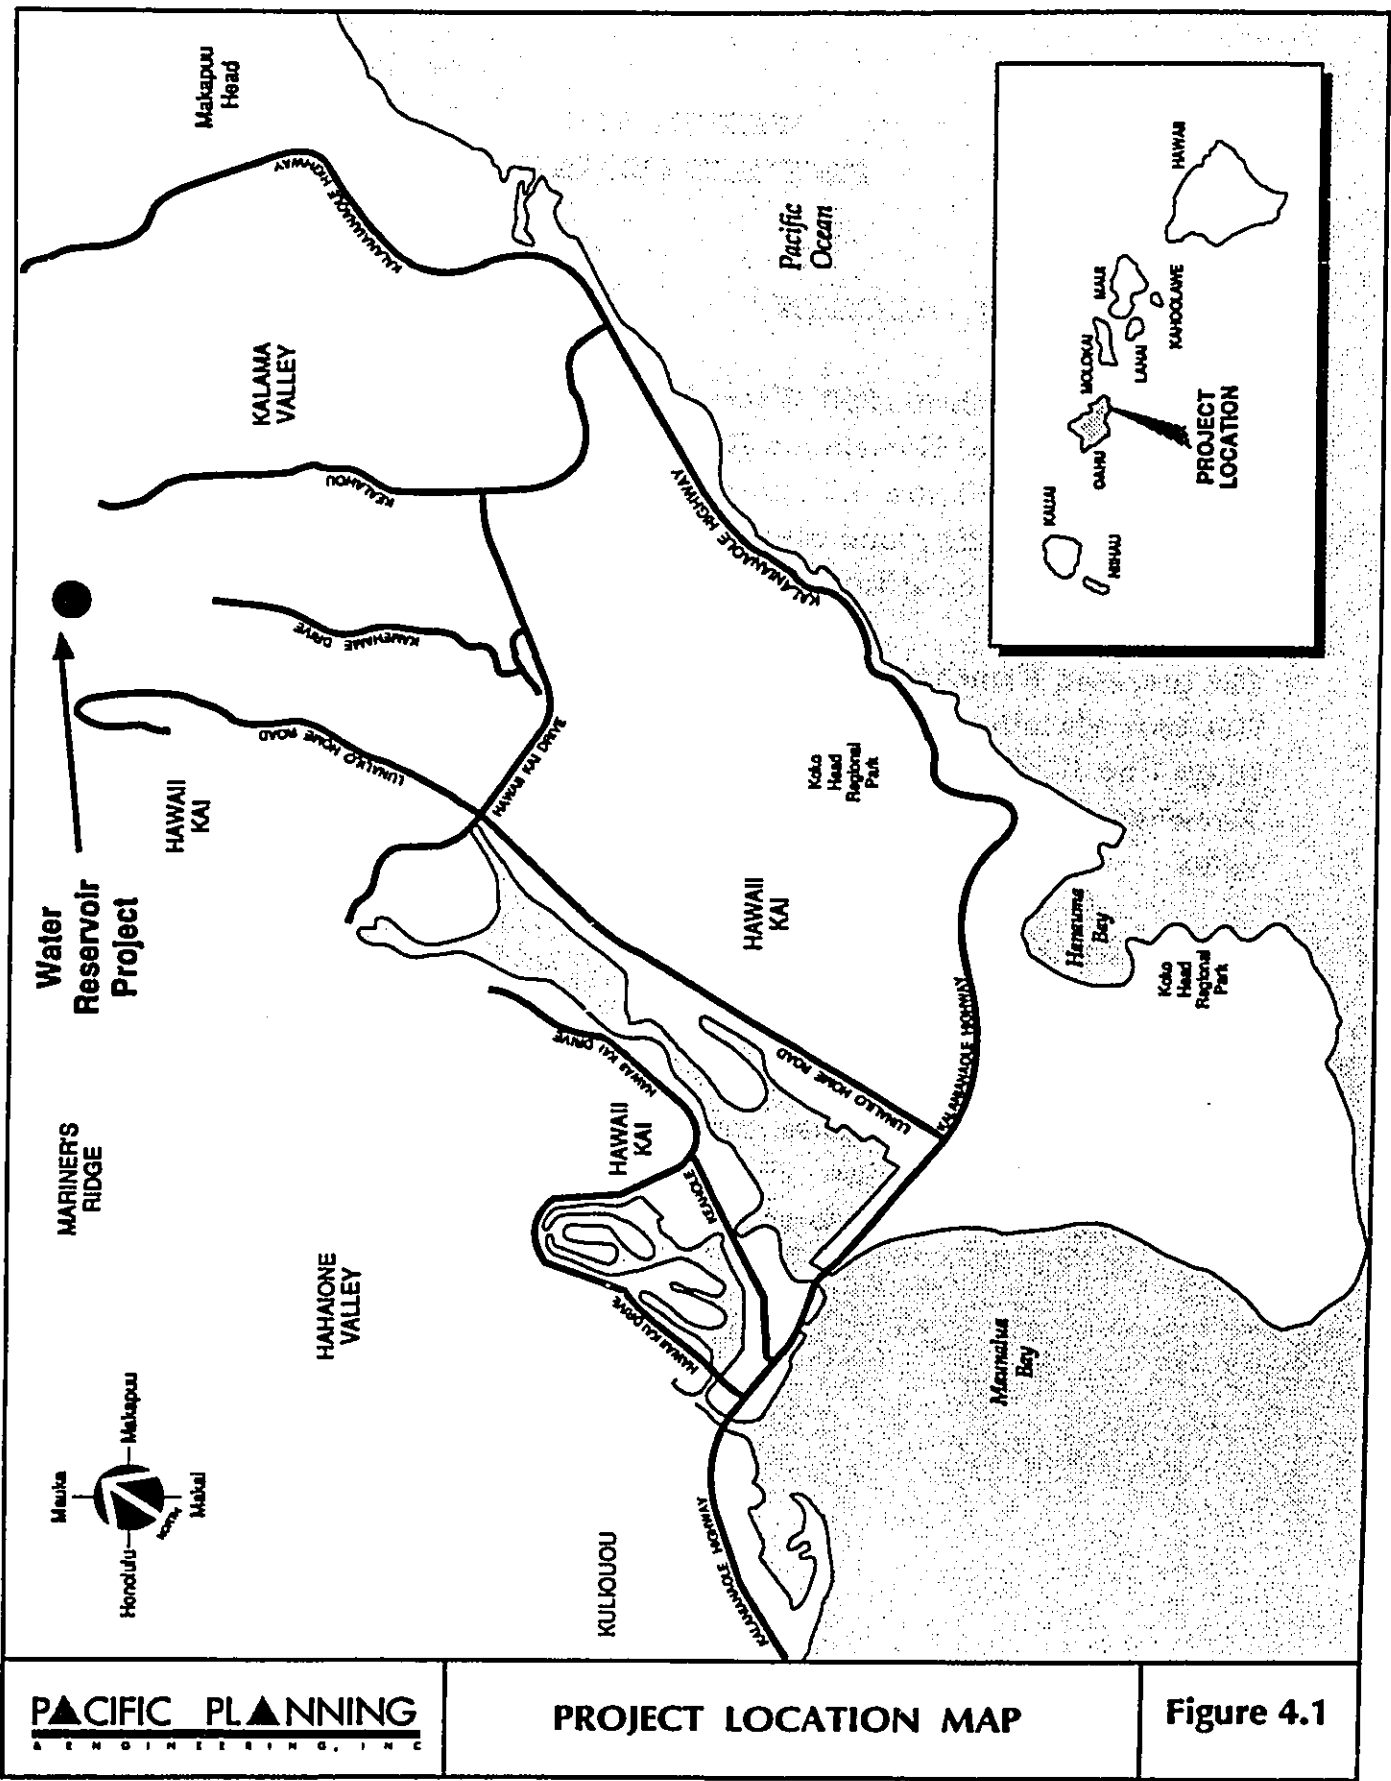 Makapuu
Head
KALANIANAOLE HIGHWAY
Pacific
Ocean
KALAMA
VALLEY
KEALAHOU
KAMEHAME DRIVE
LUNALILO HOME ROAD
HAWAII KAI DRIVE
KALANIANAOLE HIGHWAY
Water
Reservoir
Project
HAWAII
KAI
Koko
Head
Regional
Park
HAWAII
KAI
Hanauma
Bay
Koko
Head
Regional
Park
KALANIANAOLE HIGHWAY
LUNALILO HOME ROAD
HAWAII KAI DRIVE
HAWAII
KAI
KEAHOLE
HAWAII KAI DRIVE
MARINER'S
RIDGE
HAHAIONE
VALLEY
Maunalua
Bay
KULIOUOU
KALANIANAOLE HIGHWAY
Mauka
Makapuu
Makai
Honolulu
NORTH
HAWAII
MAUI
KAHOOLAWE
MOLOKAI
LANAI
OAHU
PROJECT
LOCATION
KAUAI
NIIHAU
PACIFIC PLANNING
& ENGINEERING, INC
PROJECT LOCATION MAP
Figure 4.1